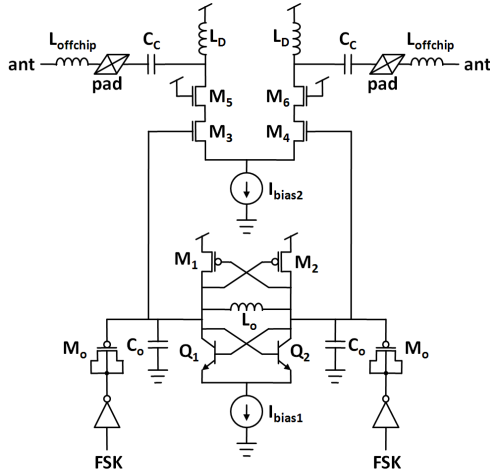 L_D L_D
L_offchip C_C C_C L_offchip
ant ant
pad pad
M_5 M_6
M_3 M_4
I_bias2
M_1 M_2
L_o
M_o C_o Q_1 Q_2 C_o M_o
I_bias1
FSK FSK